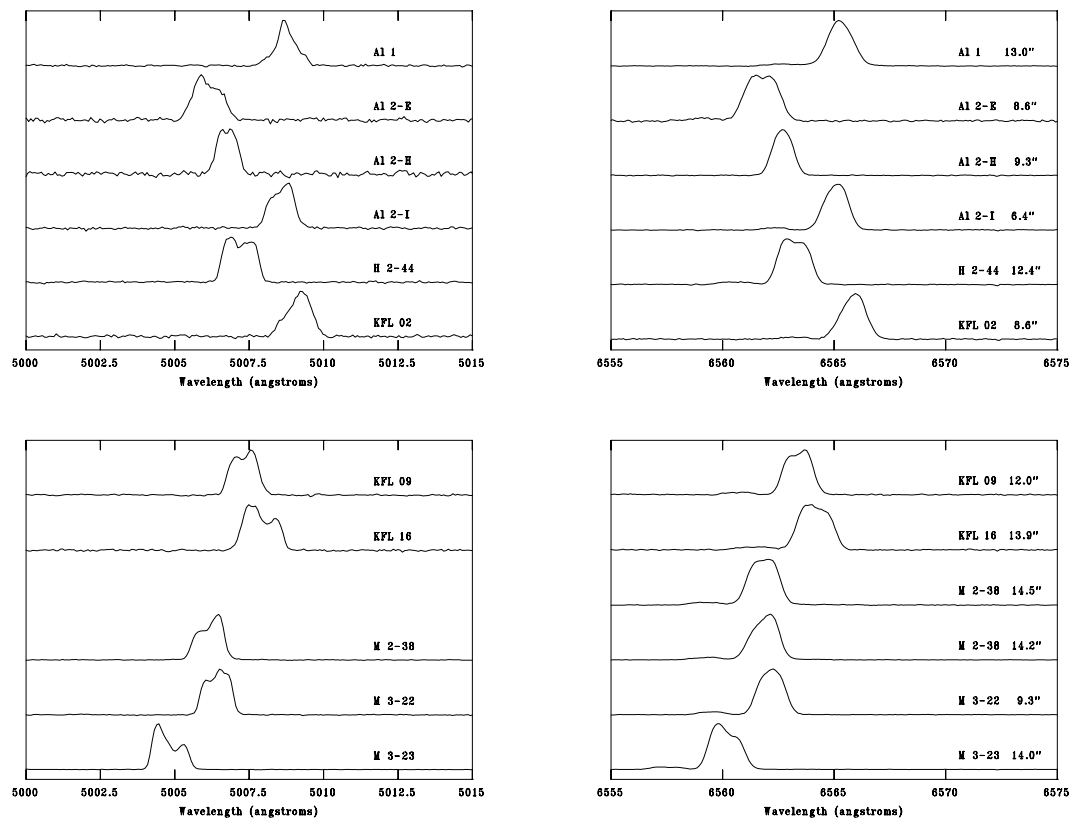 Al 1
Al 2-E
Al 2-H
Al 2-I
H 2-44
KFL 02
5000 5002.5 5005 5007.5 5010 5012.5 5015
Wavelength (angstroms)
Al 1 13.0"
Al 2-E 8.6"
Al 2-H 9.3"
Al 2-I 6.4"
H 2-44 12.4"
KFL 02 8.6"
6555 6560 6565 6570 6575
Wavelength (angstroms)
KFL 09
KFL 16
M 2-38
M 3-22
M 3-23
5000 5002.5 5005 5007.5 5010 5012.5 5015
Wavelength (angstroms)
KFL 09 12.0"
KFL 16 13.9"
M 2-38 14.5"
M 2-38 14.2"
M 3-22 9.3"
M 3-23 14.0"
6555 6560 6565 6570 6575
Wavelength (angstroms)